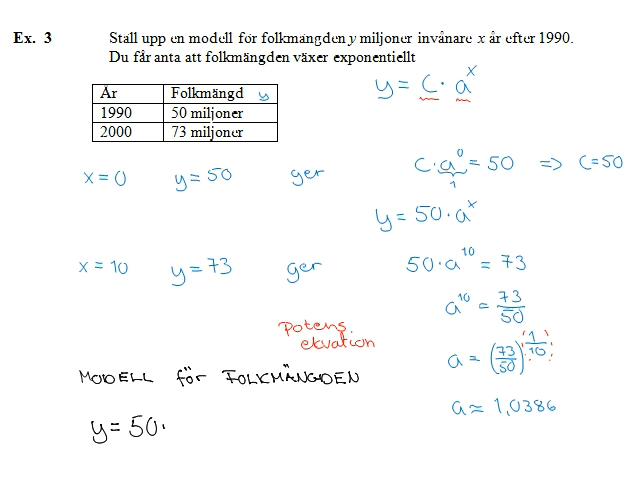 Ex. 3 Ställ upp en modell för folkmängden y miljoner invånare x år efter 1990.
Du får anta att folkmängden växer exponentiellt
y = C · a^x
År Folkmängd y
1990 50 miljoner
2000 73 miljoner
x = 0 y = 50 ger C · a^0 = 50 => C = 50
1
y = 50 · a^x
x = 10 y = 73 ger 50 · a^10 = 73
a^10 = 73/50
Potens
ekvation
a = (73/50)^(1/10)
MODELL för FOLKMÄNGDEN
a ≈ 1,0386
y = 50 ·